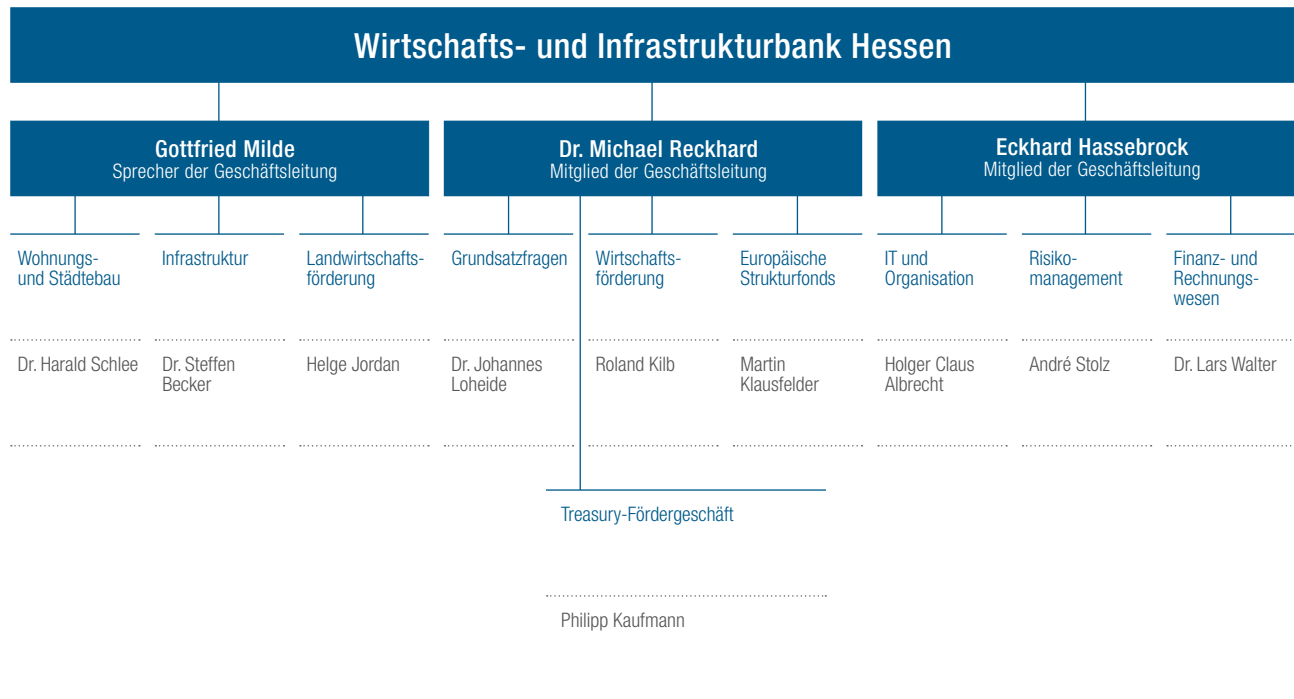 Wirtschafts- und Infrastrukturbank Hessen
Gottfried Milde
Sprecher der Geschäftsleitung
Dr. Michael Reckhard
Mitglied der Geschäftsleitung
Eckhard Hassebrock
Mitglied der Geschäftsleitung
Wohnungs-
und Städtebau
Infrastruktur
Landwirtschafts-
förderung
Grundsatzfragen
Wirtschafts-
förderung
Europäische
Strukturfonds
IT und
Organisation
Risiko-
management
Finanz- und
Rechnungs-
wesen
Dr. Harald Schlee
Dr. Steffen
Becker
Helge Jordan
Dr. Johannes
Loheide
Roland Kilb
Martin
Klausfelder
Holger Claus
Albrecht
André Stolz
Dr. Lars Walter
Treasury-Fördergeschäft
Philipp Kaufmann